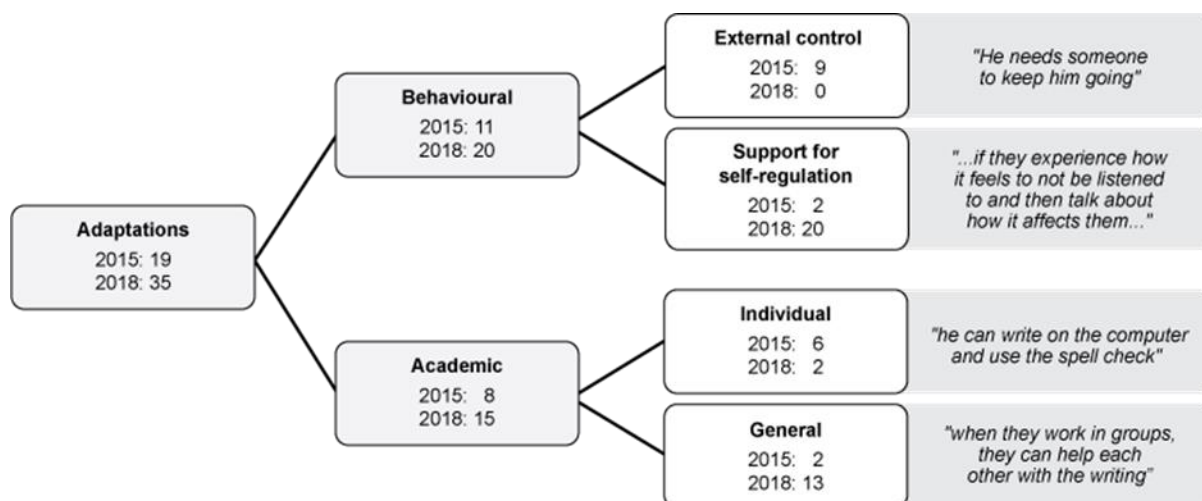 Adaptations
2015: 19
2018: 35
Behavioural
2015: 11
2018: 20
Academic
2015: 8
2018: 15
External control
2015: 9
2018: 0
"He needs someone
to keep him going"
Support for
self-regulation
2015: 2
2018: 20
"...if they experience how
it feels to not be listened
to and then talk about
how it affects them..."
Individual
2015: 6
2018: 2
"he can write on the computer
and use the spell check"
General
2015: 2
2018: 13
"when they work in groups,
they can help each
other with the writing”